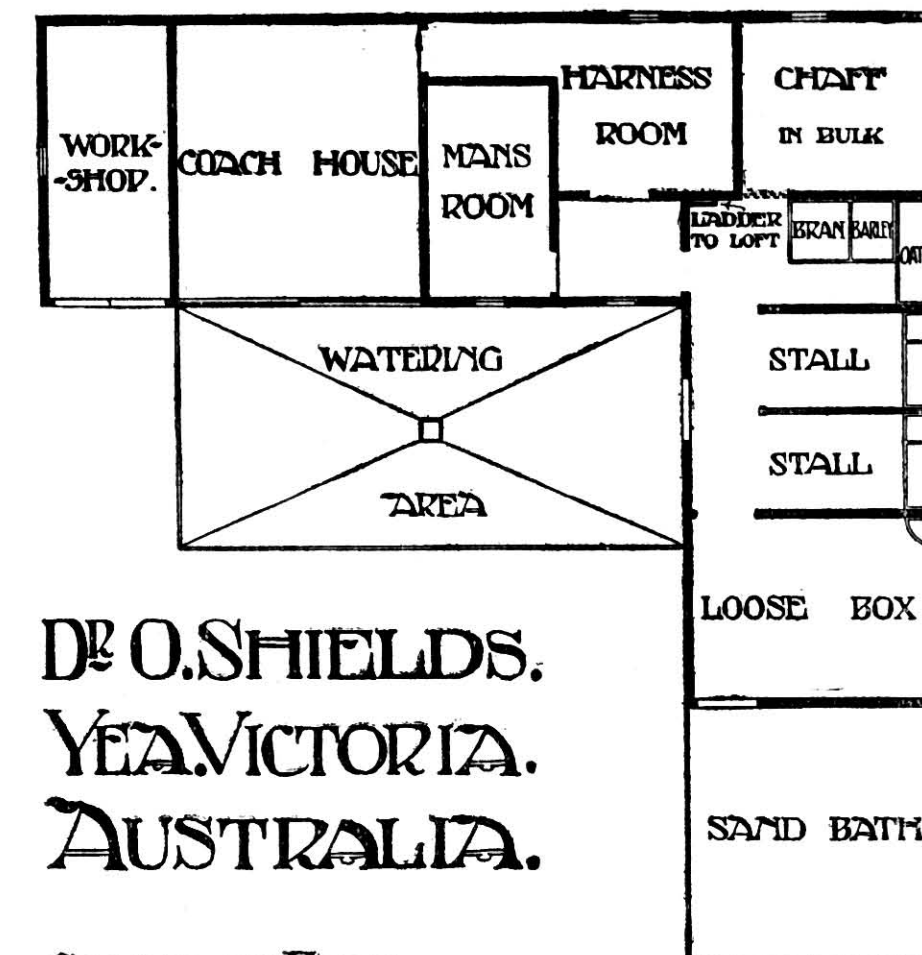 WORK-
-SHOP.
COACH HOUSE
MANS
ROOM
HARNESS
ROOM
CHAFF
IN BULK
LADDER
TO LOFT
BRAN
BARLEY
WATERING
AREA
STALL
STALL
LOOSE BOX
SAND BATH
DR O. SHIELDS.
YEA. VICTORIA.
AUSTRALIA.